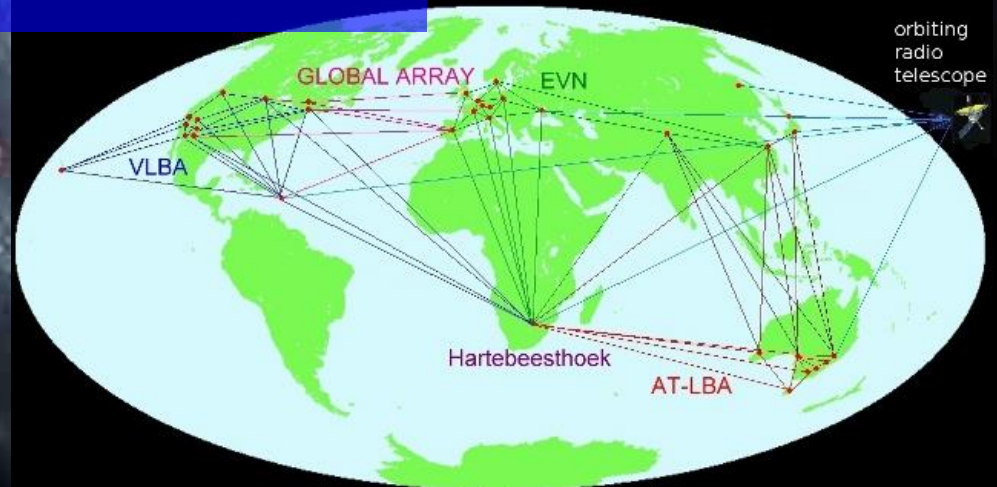 orbiting
radio
telescope
GLOBAL ARRAY
EVN
VLBA
Hartebeesthoek
AT-LBA